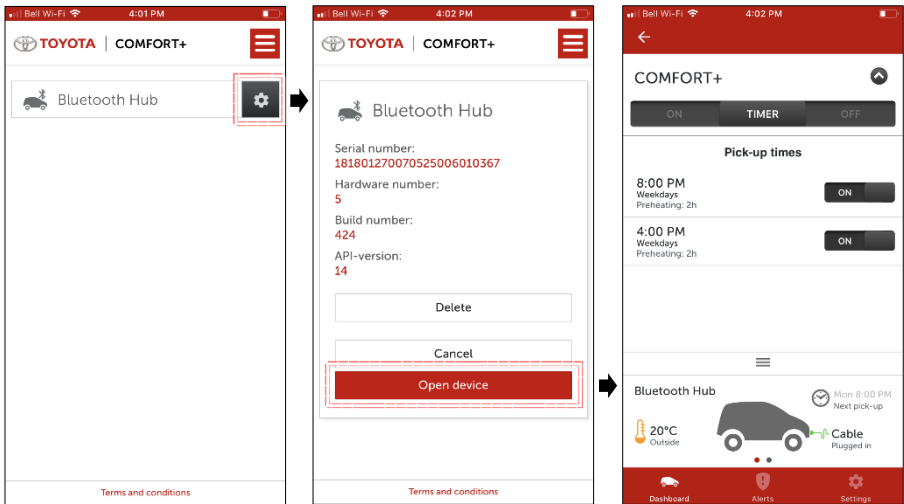 Bell Wi-Fi 4:01 PM
TOYOTA COMFORT+
Bluetooth Hub
Terms and conditions
Bell Wi-Fi 4:02 PM
TOYOTA COMFORT+
Bluetooth Hub
Serial number:
181801270070525006010367
Hardware number:
5
Build number:
424
API-version:
14
Delete
Cancel
Open device
Terms and conditions
Bell Wi-Fi 4:02 PM
COMFORT+
ON TIMER OFF
Pick-up times
8:00 PM
Weekdays
Preheating: 2h
ON
4:00 PM
Weekdays
Preheating: 2h
ON
Bluetooth Hub
Mon 8:00 PM
Next pick-up
20°C
Outside
Cable
Plugged in
Dashboard Alerts Settings